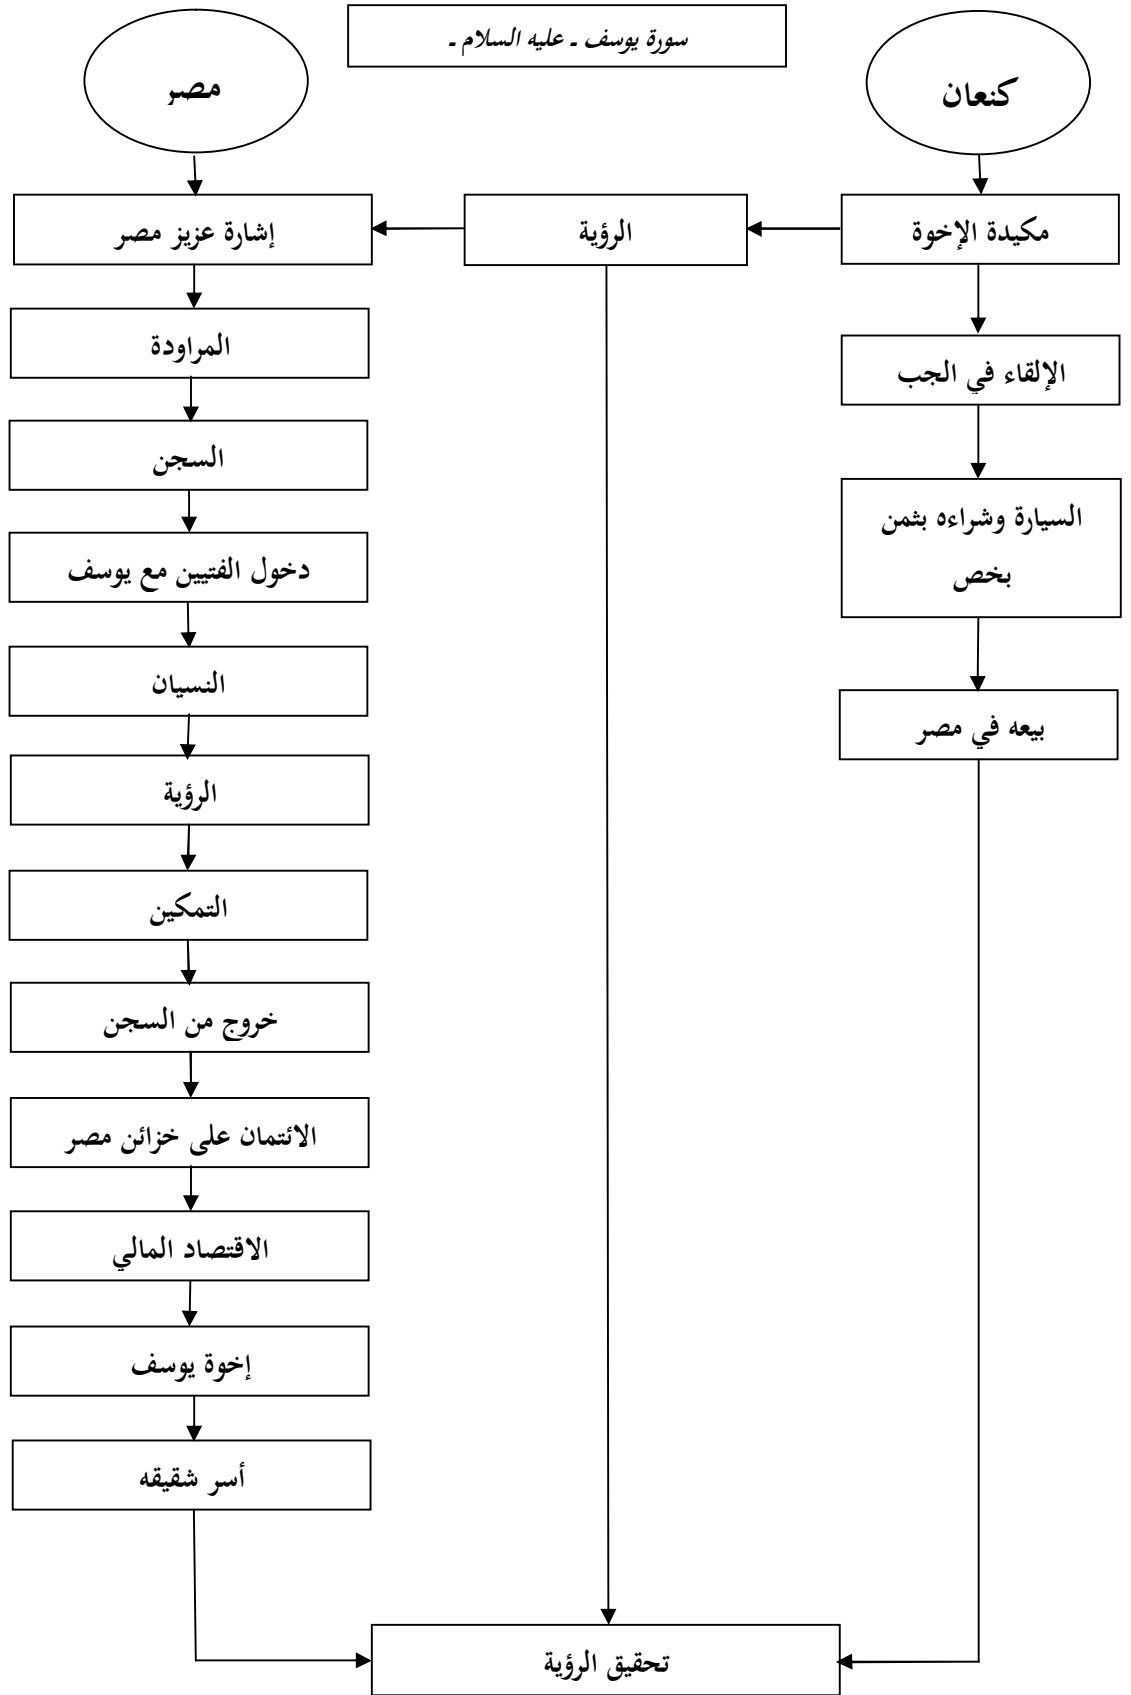 سورة يوسف ـ عليه السلام ـ
كنعان
مصر
مكيدة الإخوة
الرؤية
إشارة عزيز مصر
الإلقاء في الجب
السيارة وشراءه بثمن
بخص
بيعه في مصر
المراودة
السجن
دخول الفتيين مع يوسف
النسيان
الرؤية
التمكين
خروج من السجن
الائتمان على خزائن مصر
الاقتصاد المالي
إخوة يوسف
أسر شقيقه
تحقيق الرؤية